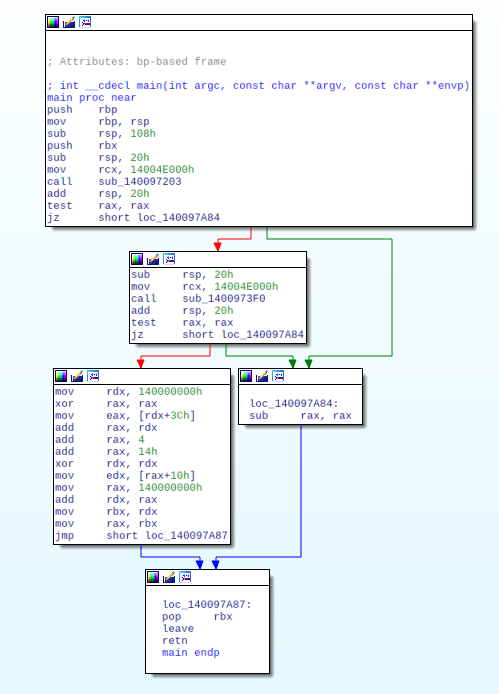 ; Attributes: bp-based frame
; int __cdecl main(int argc, const char **argv, const char **envp)
main proc near
push rbp
mov rbp, rsp
sub rsp, 108h
push rbx
sub rsp, 20h
mov rcx, 14004E000h
call sub_140097203
add rsp, 20h
test rax, rax
jz short loc_140097A84
sub rsp, 20h
mov rcx, 14004E000h
call sub_1400973F0
add rsp, 20h
test rax, rax
jz short loc_140097A84
mov rdx, 140000000h
xor rax, rax
mov eax, [rdx+3Ch]
add rax, rdx
add rax, 4
add rax, 14h
xor rdx, rdx
mov edx, [rax+10h]
mov rax, 140000000h
add rdx, rax
mov rbx, rdx
mov rax, rbx
jmp short loc_140097A87
loc_140097A84:
sub rax, rax
loc_140097A87:
pop rbx
leave
retn
main endp